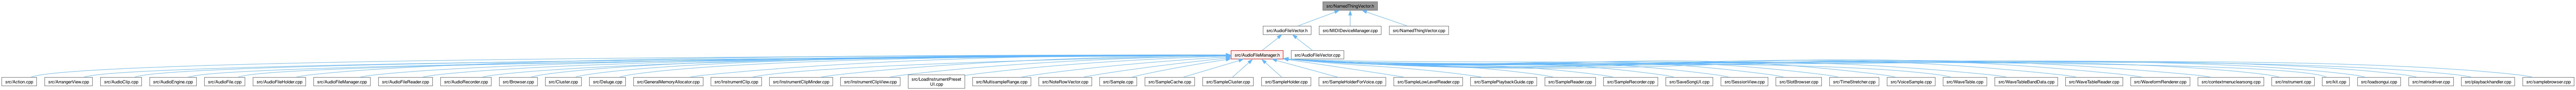 src/NamedThingVector.h
src/AudioFileVector.h
src/MIDIDeviceManager.cpp
src/NamedThingVector.cpp
src/AudioFileManager.h
src/AudioFileVector.cpp
src/Action.cpp
src/ArrangerView.cpp
src/AudioClip.cpp
src/AudioEngine.cpp
src/AudioFile.cpp
src/AudioFileHolder.cpp
src/AudioFileManager.cpp
src/AudioFileReader.cpp
src/AudioRecorder.cpp
src/Browser.cpp
src/Cluster.cpp
src/Deluge.cpp
src/GeneralMemoryAllocator.cpp
src/InstrumentClip.cpp
src/InstrumentClipMinder.cpp
src/InstrumentClipView.cpp
src/LoadInstrumentPreset
UI.cpp
src/MultisampleRange.cpp
src/NoteRowVector.cpp
src/Sample.cpp
src/SampleCache.cpp
src/SampleCluster.cpp
src/SampleHolder.cpp
src/SampleHolderForVoice.cpp
src/SampleLowLevelReader.cpp
src/SamplePlaybackGuide.cpp
src/SampleReader.cpp
src/SampleRecorder.cpp
src/SaveSongUI.cpp
src/SessionView.cpp
src/SlotBrowser.cpp
src/TimeStretcher.cpp
src/VoiceSample.cpp
src/WaveTable.cpp
src/WaveTableBandData.cpp
src/WaveTableReader.cpp
src/WaveformRenderer.cpp
src/contextmenuclearsong.cpp
src/instrument.cpp
src/kit.cpp
src/loadsongui.cpp
src/matrixdriver.cpp
src/playbackhandler.cpp
src/samplebrowser.cpp